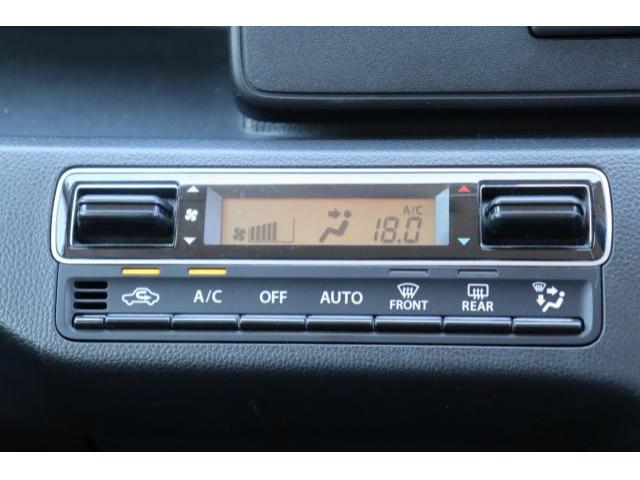 A/C
18.0
A/C OFF AUTO FRONT REAR